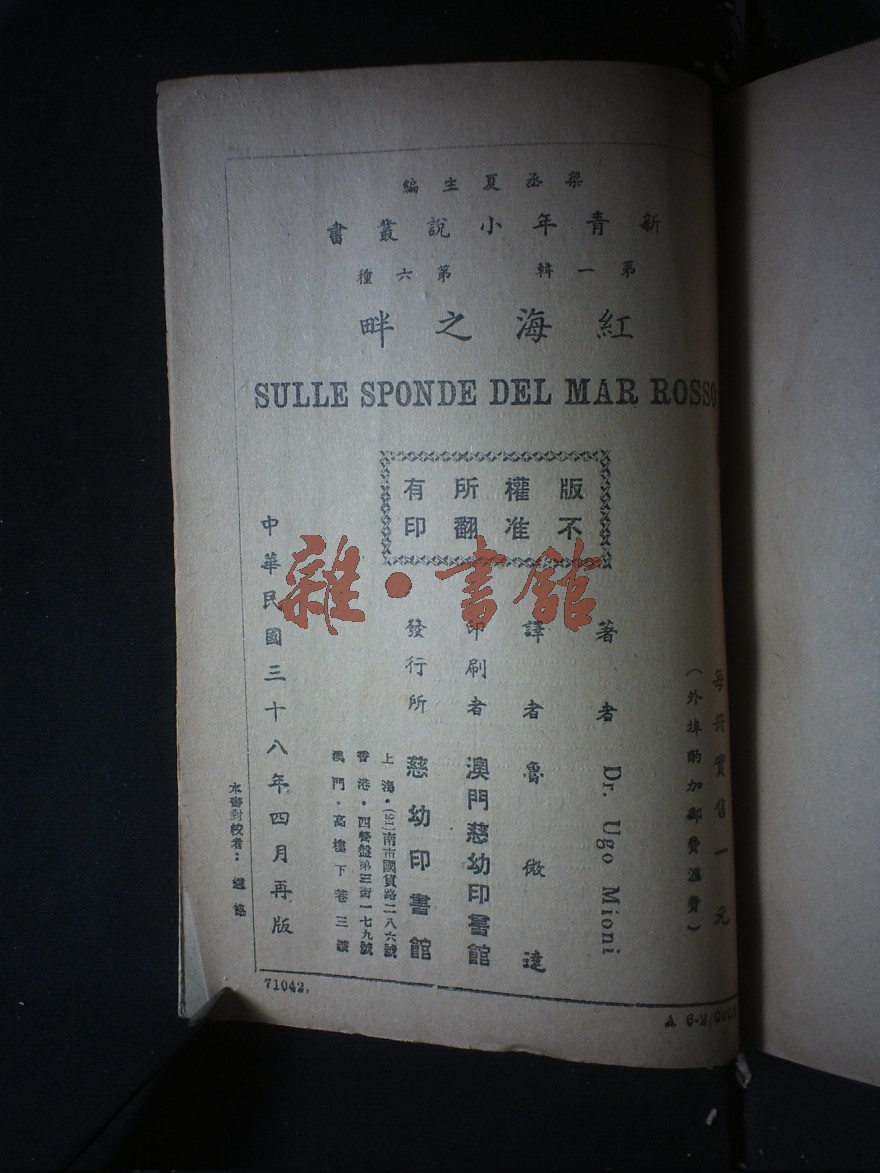 梁丞夏主編
新青年小說叢書
第一輯 第六種
紅海之畔
SULLE SPONDE DEL MAR ROSSO
版權所有
不准翻印
每冊實售一元
(外埠酌加郵費滙費)
著者 Dr. Ugo Mioni
譯者 魯微達
印刷者 澳門慈幼印書館
發行所 慈幼印書館
上海·(21)南市國貨路二八六號
香港·四營盤第三街一七九號
澳門·高樓下巷三號
中華民國三十八年四月再版
本書對校者:
71042.
雜·書館